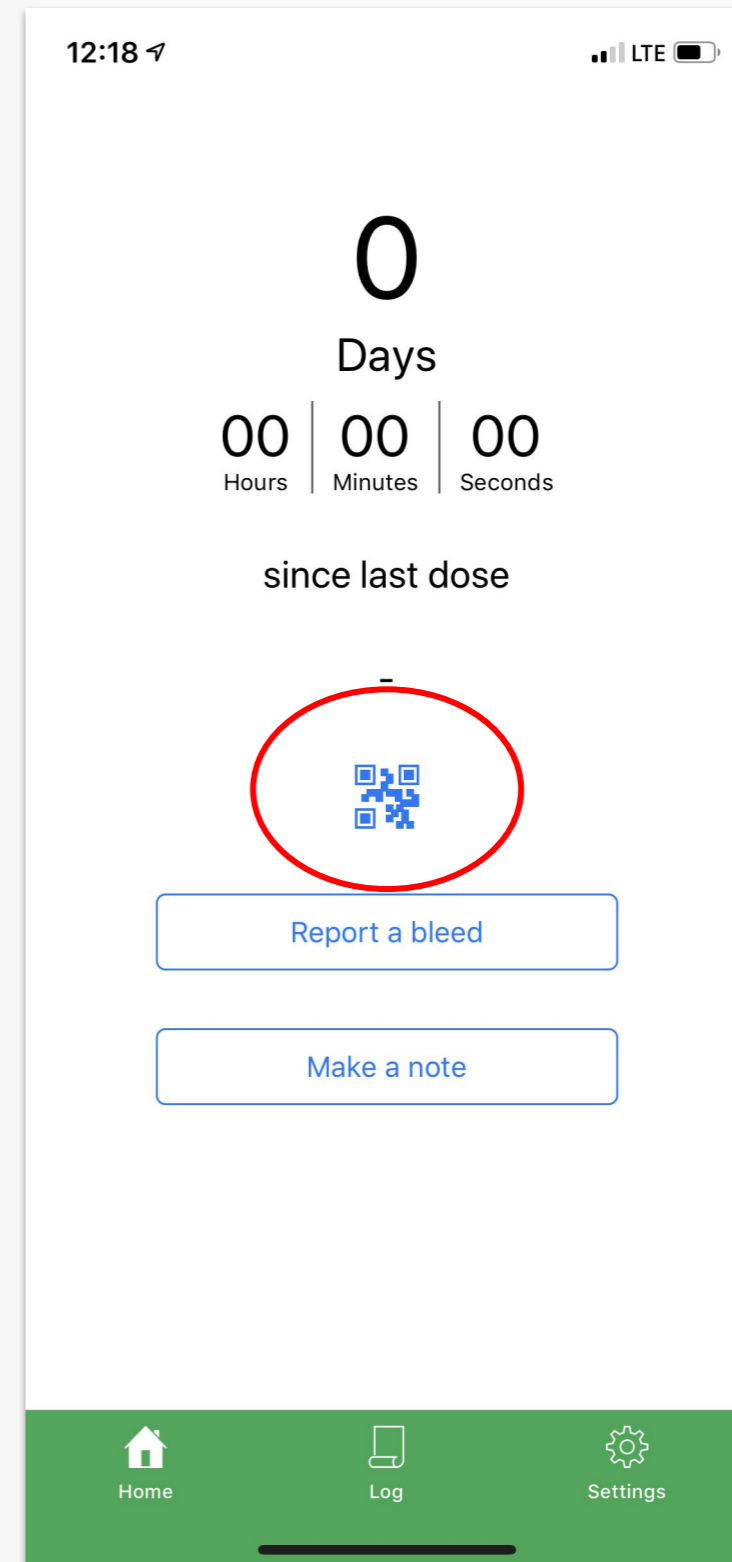 12:18 LTE
0
Days
00 00 00
Hours Minutes Seconds
since last dose
-
Report a bleed
Make a note
Home Log Settings